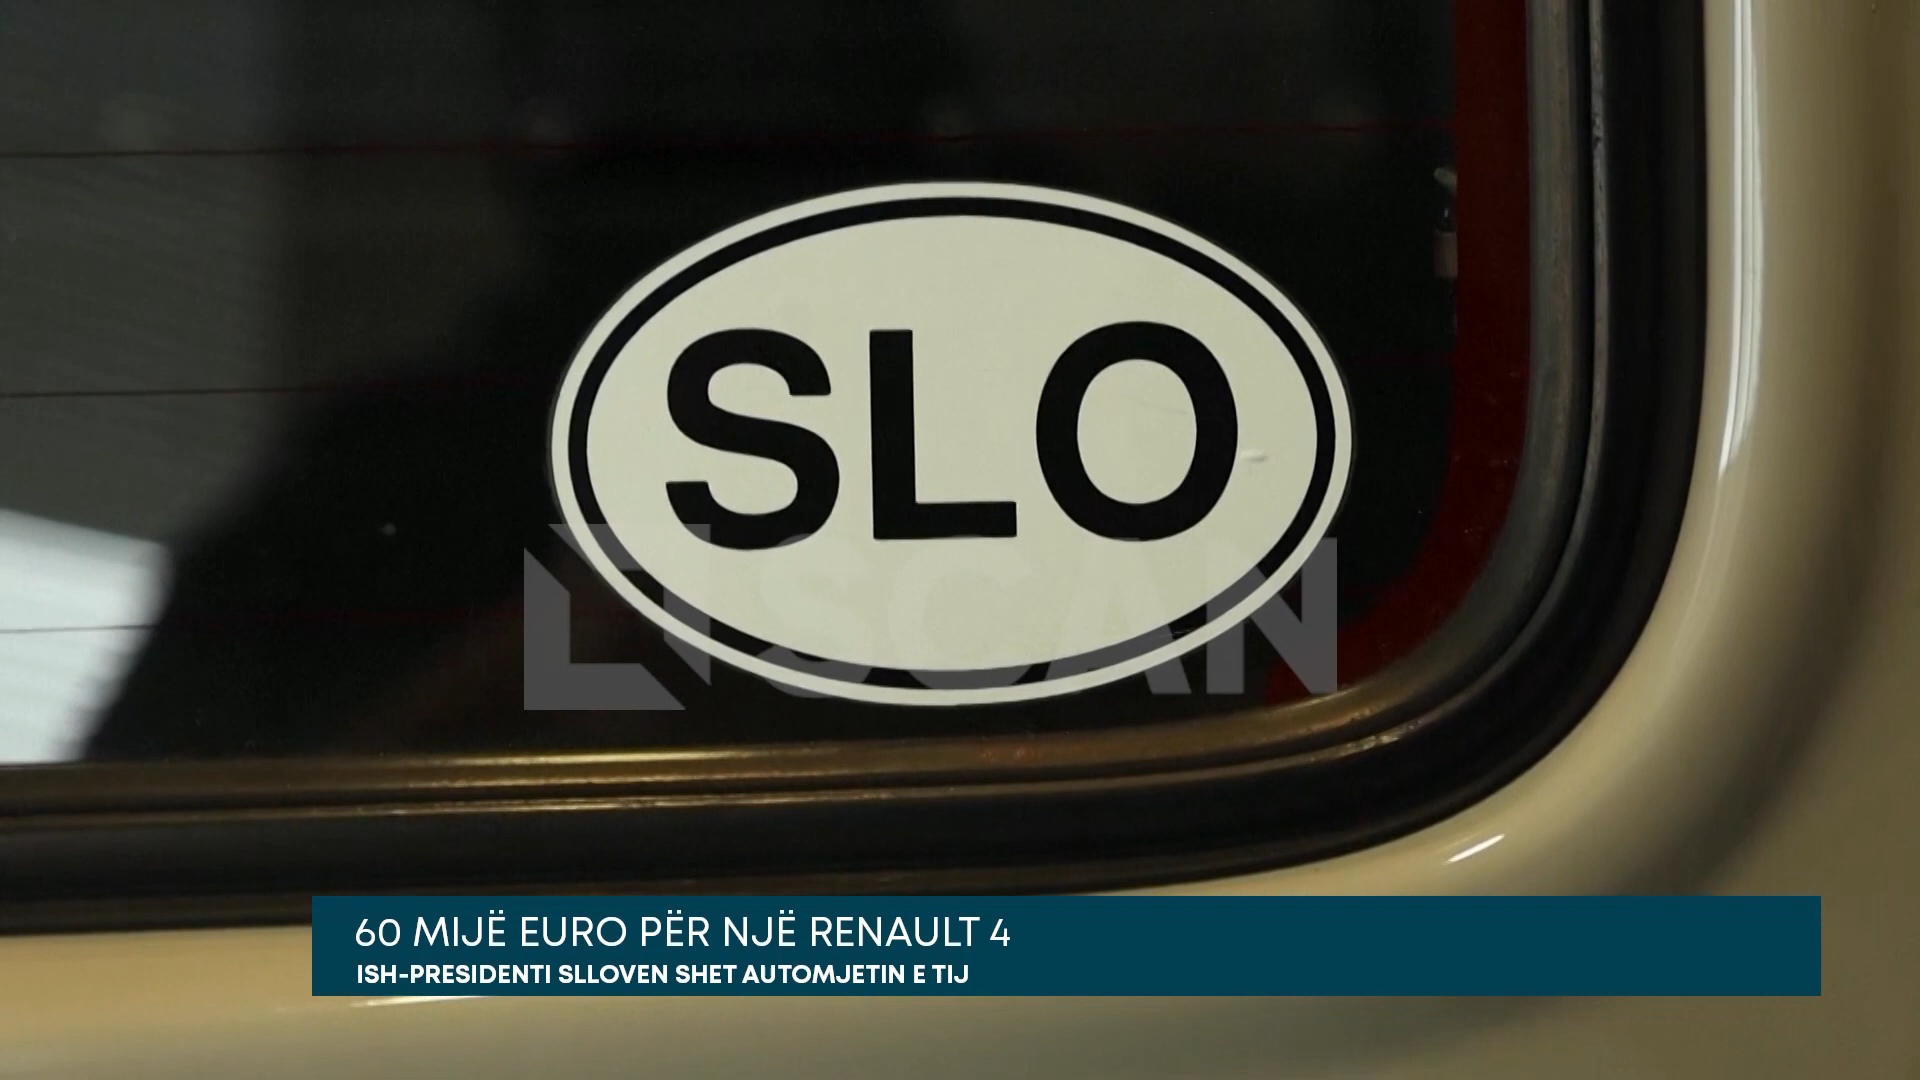 SLO
SCAN
60 MIJË EURO PËR NJË RENAULT 4
ISH-PRESIDENTI SLLOVEN SHET AUTOMJETIN E TIJ